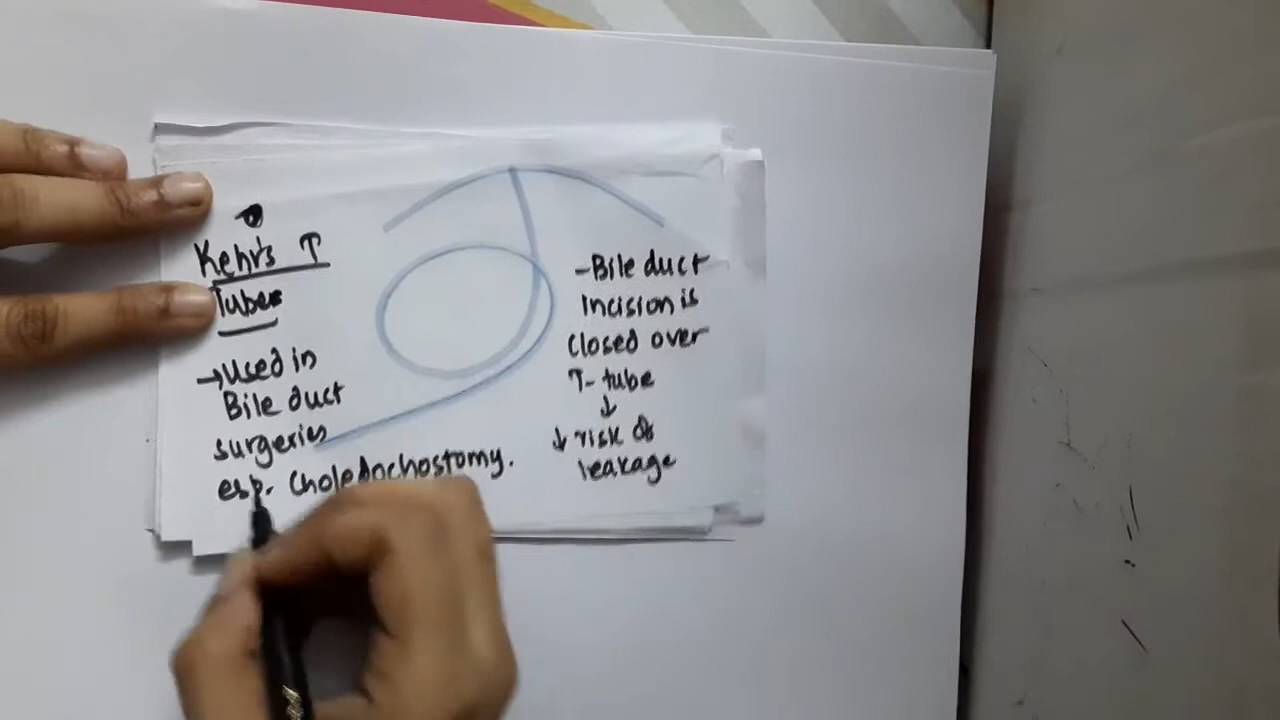 Kehr's T
Tube
→Used in
Bile duct
surgeries
esp. Choledochostomy.
-Bile duct
Incision is
closed over
T-tube
↓
↓ risk of
leakage